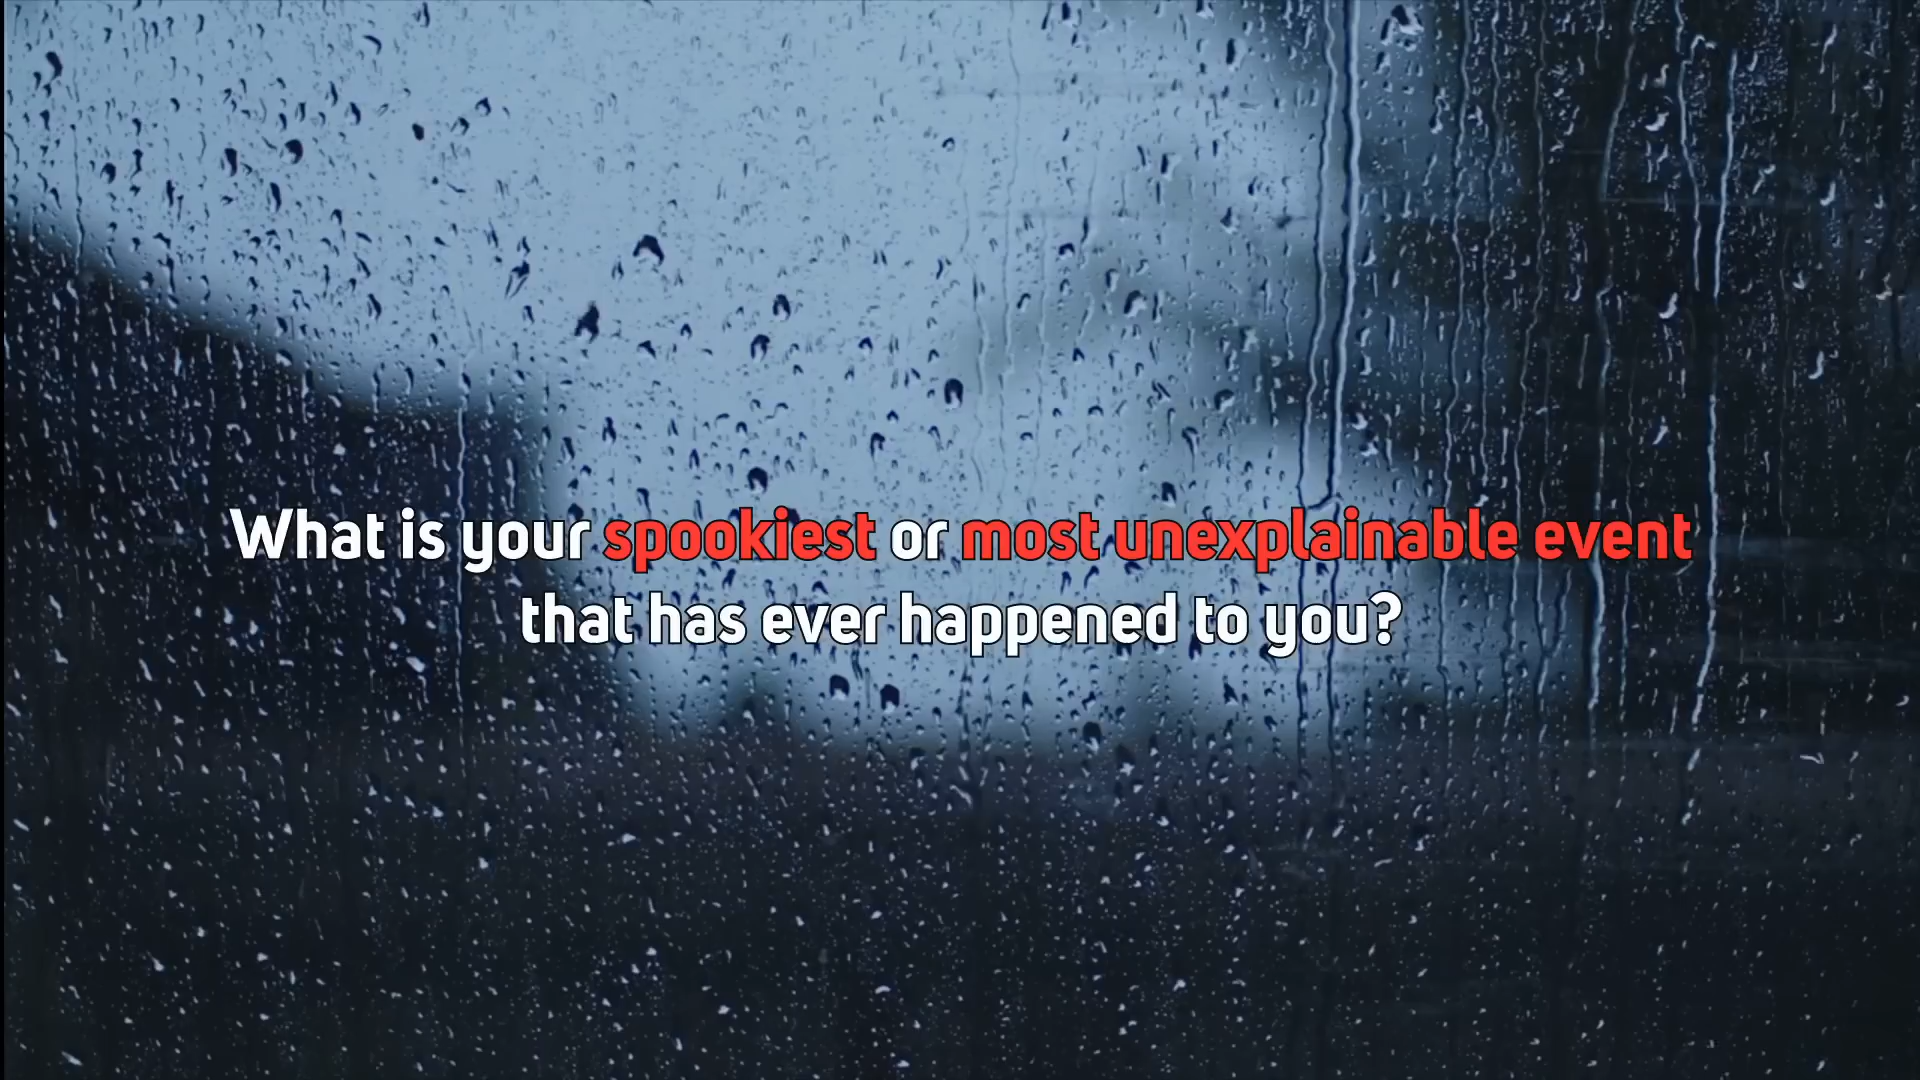 What is your spookiest or most unexplainable event
that has ever happened to you?